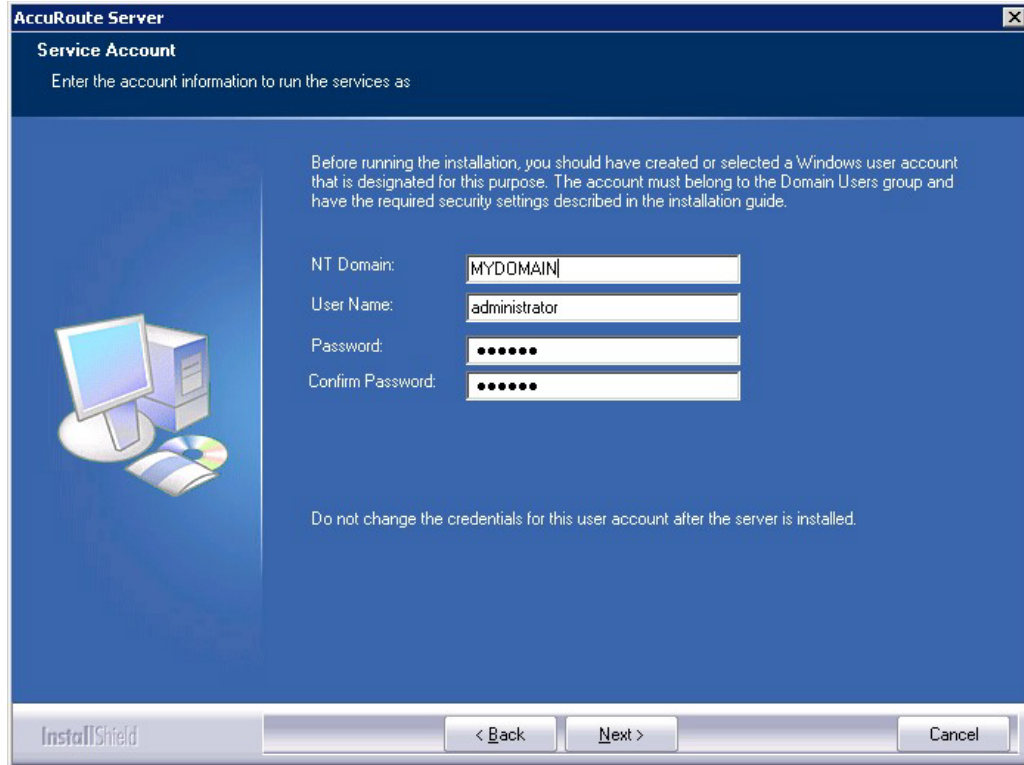 AccuRoute Server
Service Account
Enter the account information to run the services as
Before running the installation, you should have created or selected a Windows user account
that is designated for this purpose. The account must belong to the Domain Users group and
have the required security settings described in the installation guide.
NT Domain: MYDOMAIN
User Name: administrator
Password: ●●●●●●
Confirm Password: ●●●●●●
Do not change the credentials for this user account after the server is installed.
InstallShield
< Back Next > Cancel